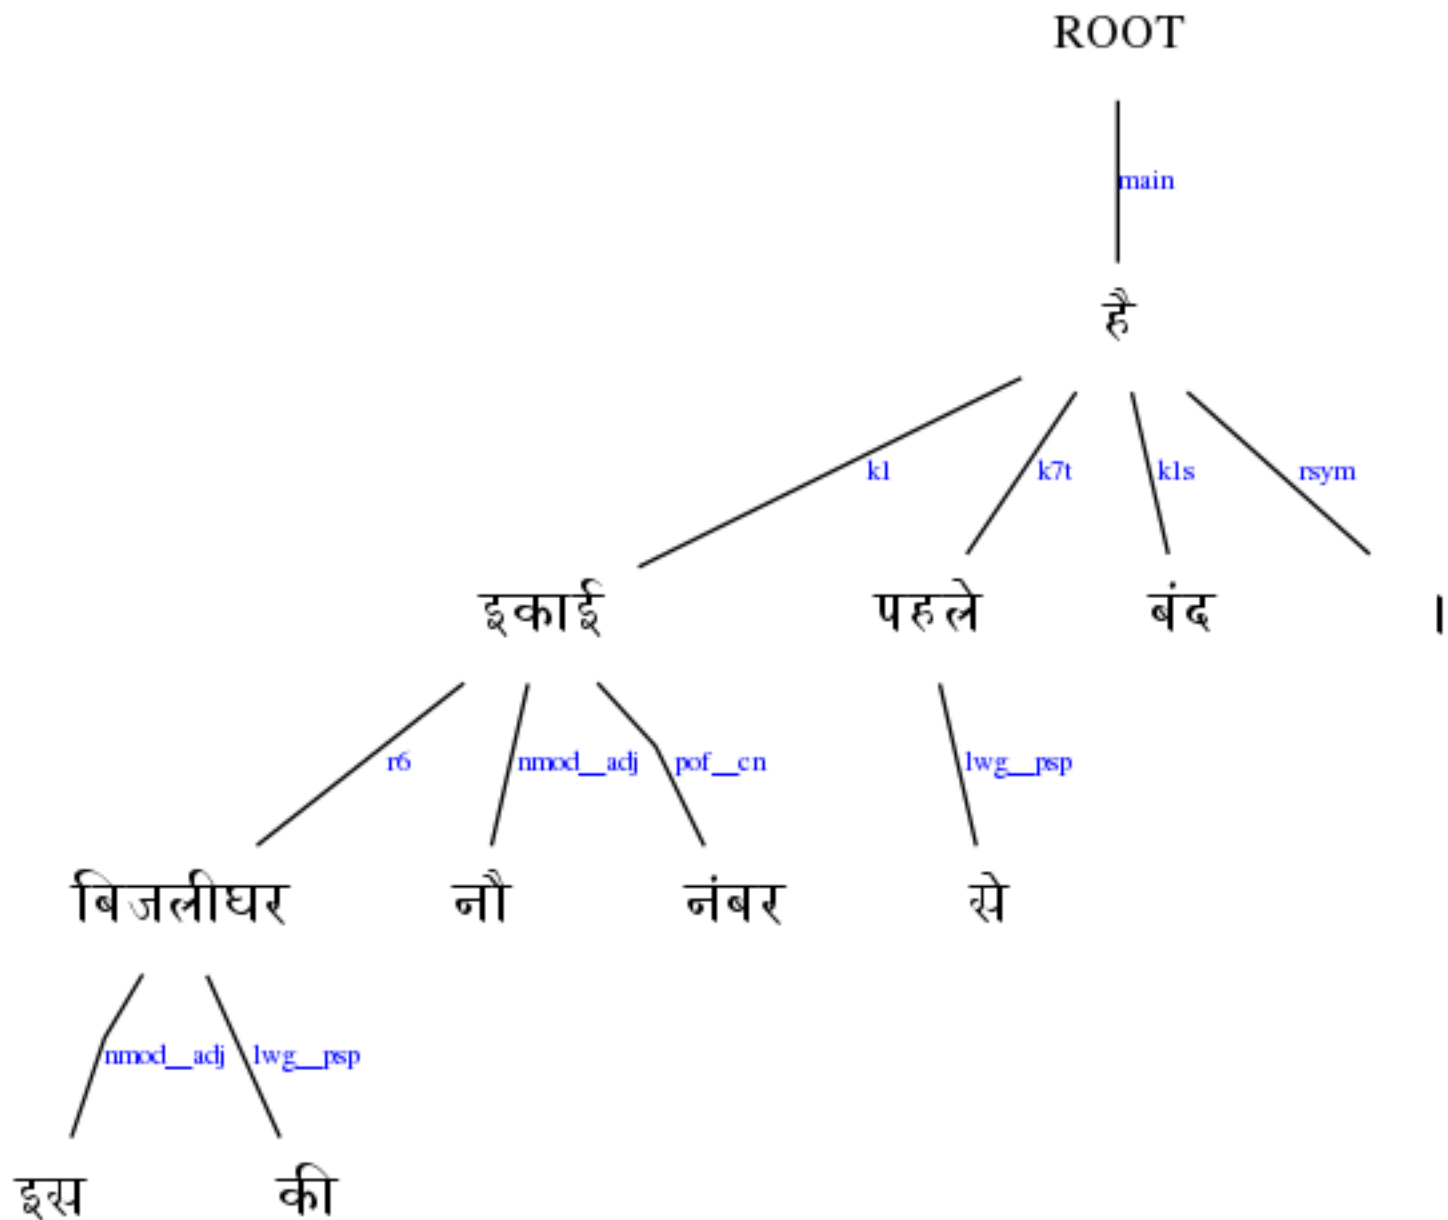 ROOT
main
है
k1 k7t k1s rsym
इकाई पहले बंद ।
r6 nmod__adj pof__cn lwg__psp
बिजलीघर नौ नंबर से
nmod__adj lwg__psp
इस की